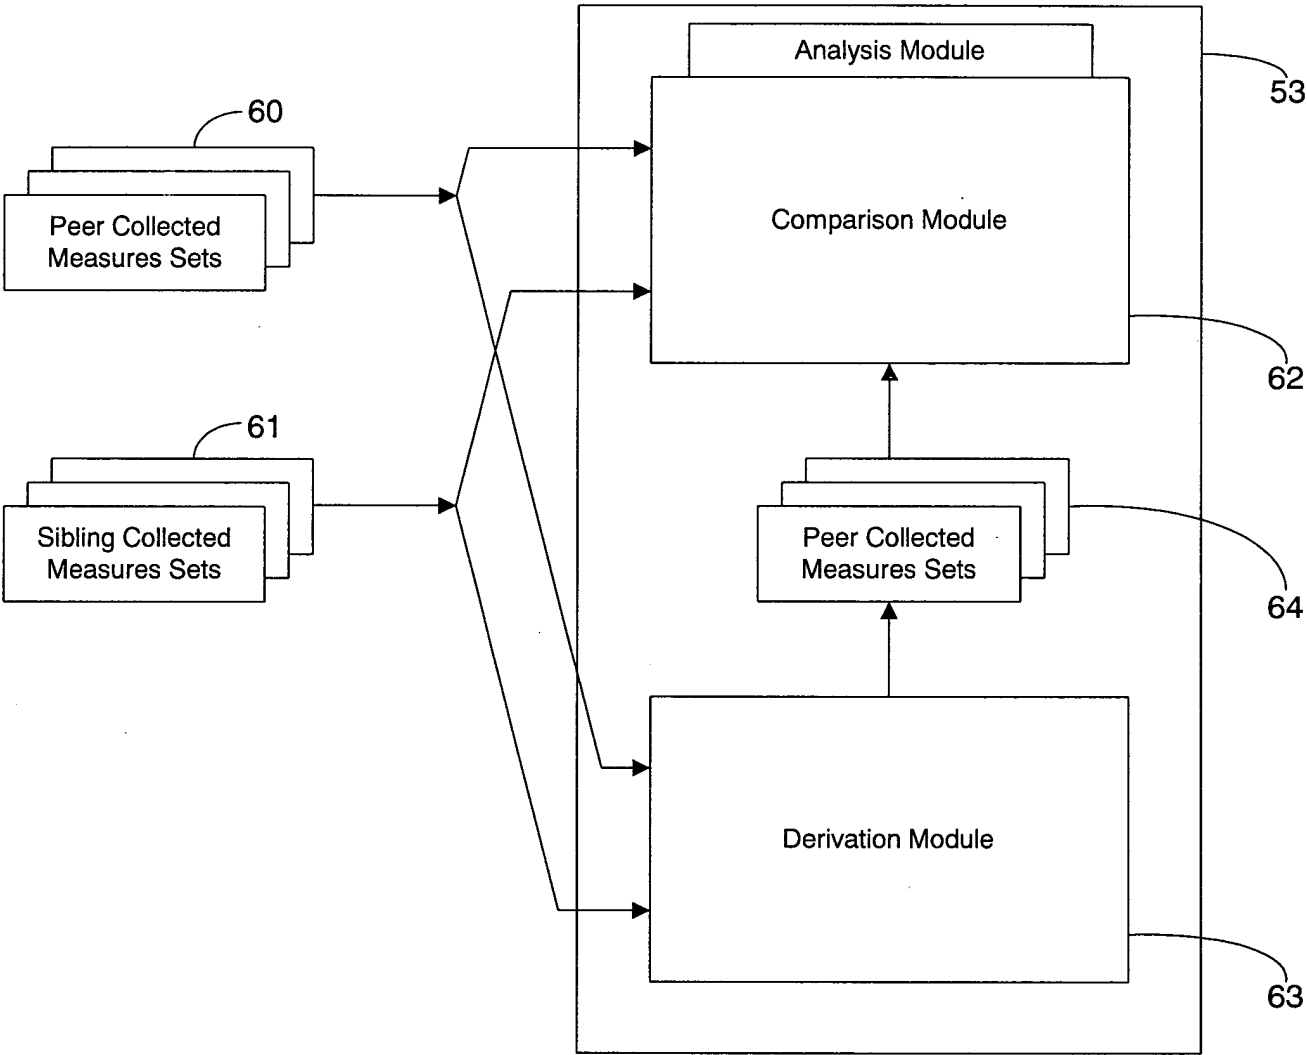 Analysis Module
53
60
Peer Collected
Measures Sets
Comparison Module
62
61
Sibling Collected
Measures Sets
Peer Collected
Measures Sets
64
Derivation Module
63